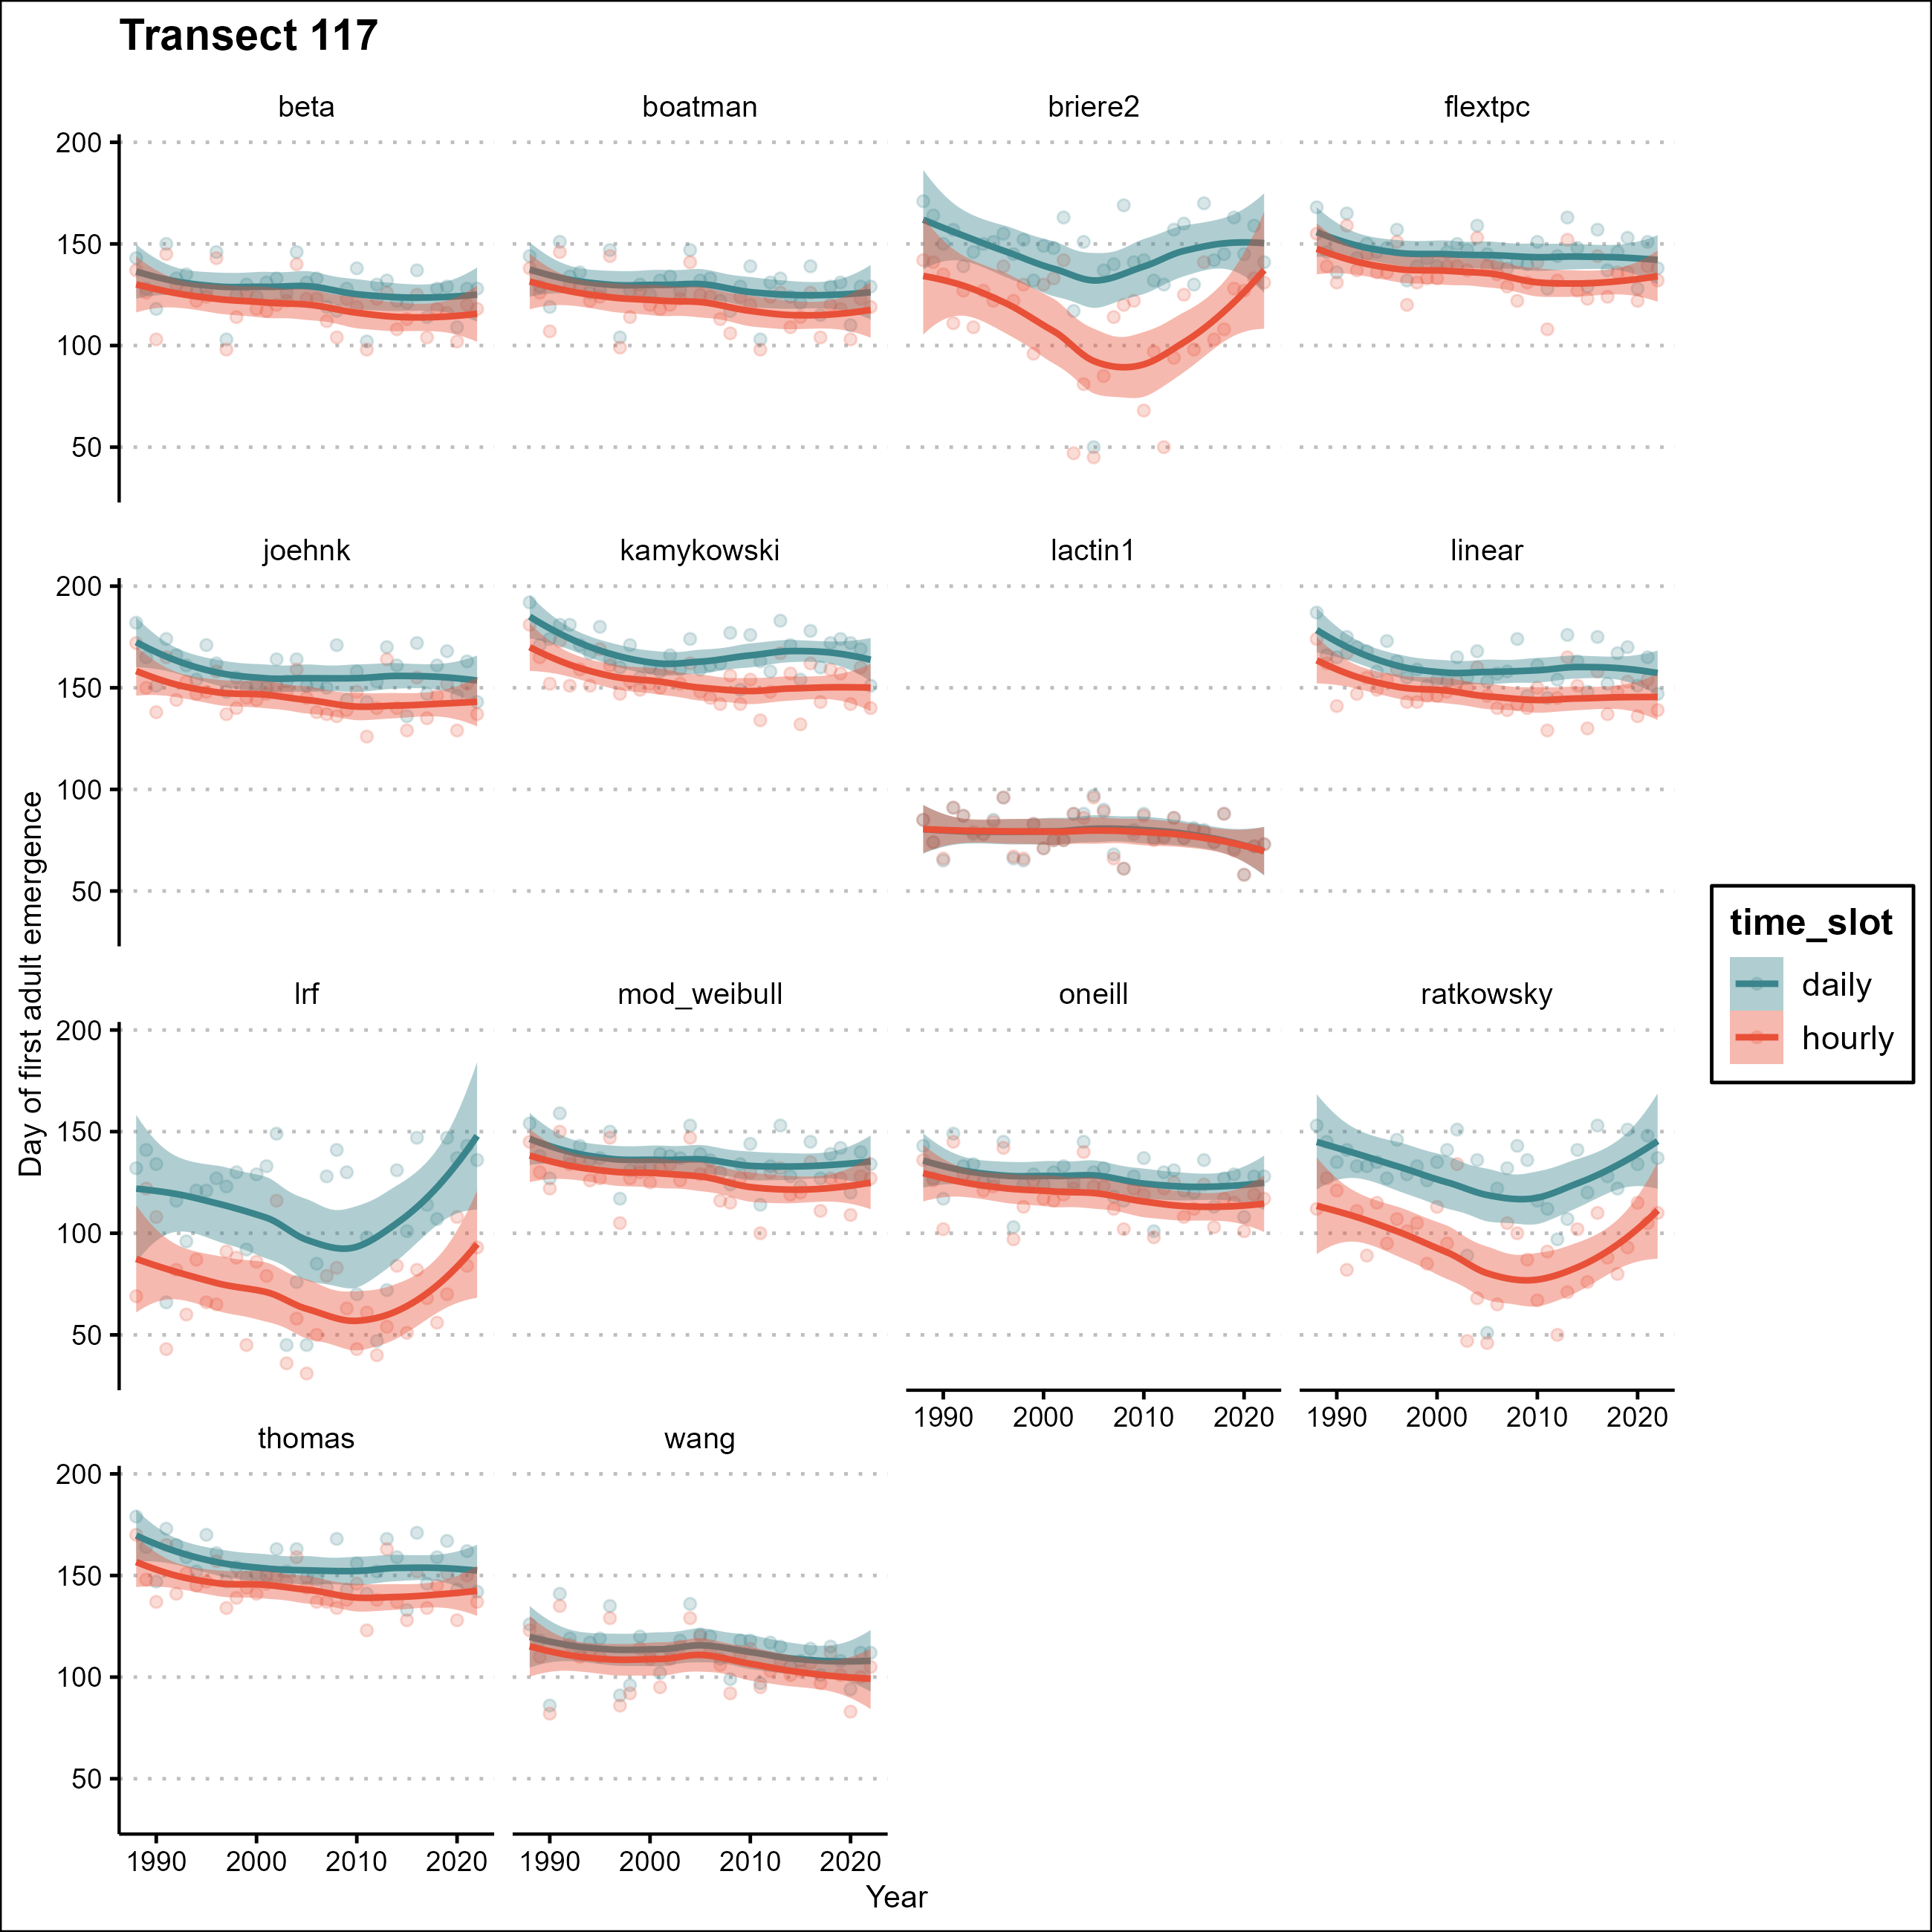 Transect 117
beta boatman briere2 flextpc
200
150
100
50
joehnk kamykowski lactin1 linear
200
150
100
50
lrf mod_weibull oneill ratkowsky
200
150
100
50
1990 2000 2010 2020 1990 2000 2010 2020
thomas wang
200
150
100
50
1990 2000 2010 2020 1990 2000 2010 2020
Year
Day of first adult emergence
time_slot
daily
hourly